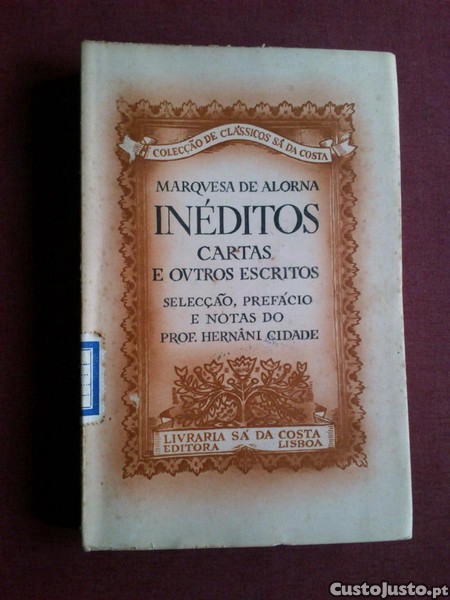 COLECÇÃO DE CLÁSSICOS SÁ DA COSTA
MARQVESA DE ALORNA
INÉDITOS
CARTAS
E OVTROS ESCRITOS
SELECÇÃO, PREFÁCIO
E NOTAS DO
PROF. HERNÂNI CIDADE
LIVRARIA SÁ DA COSTA
EDITORA LISBOA
CustoJusto.pt